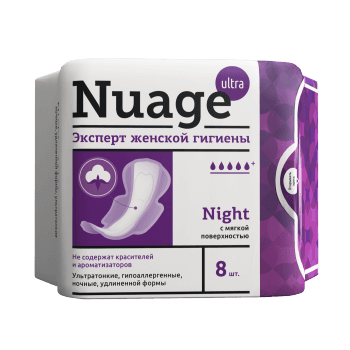 Nuage
ultra
Эксперт женской гигиены
Night
с мягкой
поверхностью
Не содержат красителей
и ароматизаторов
Ультратонкие, гипоаллергенные,
ночные, удлиненной формы
8 шт.